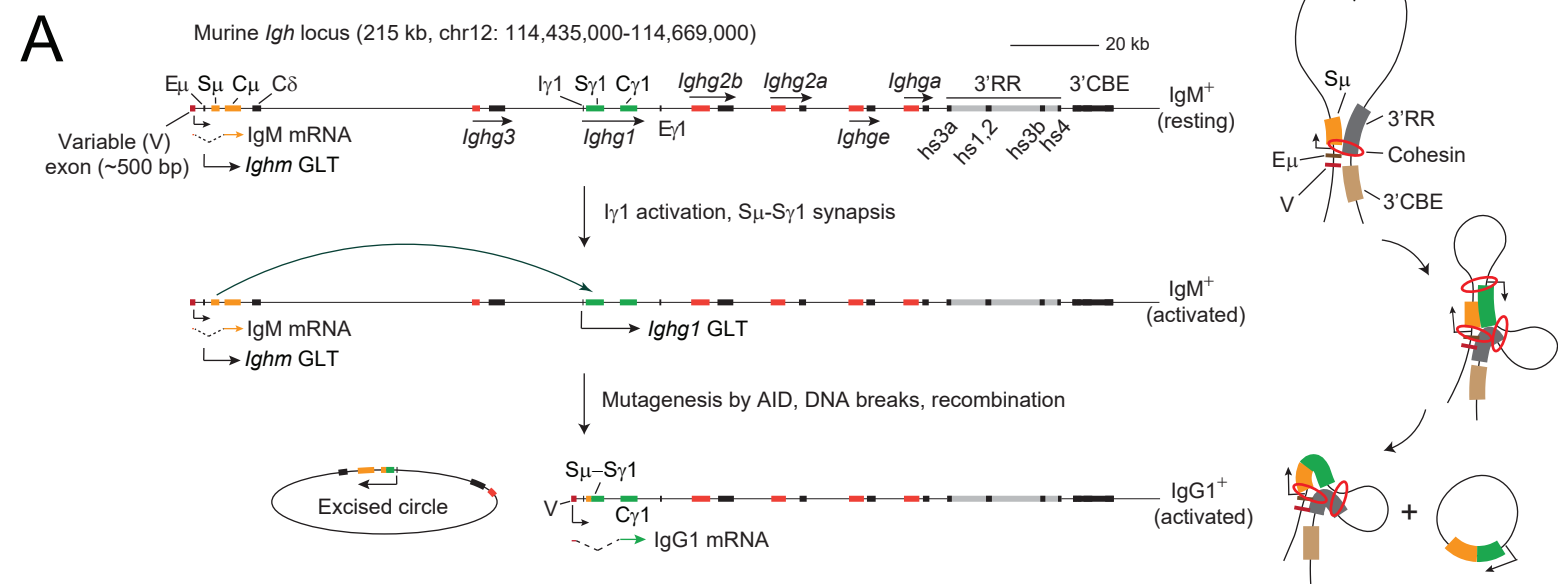 A
Murine Igh locus (215 kb, chr12: 114,435,000-114,669,000)
20 kb
Eμ Sμ Cμ Cδ
Iγ1 Sγ1 Cγ1
Ighg2b
Ighg2a
Ighga
3’RR
3’CBE
IgM+
(resting)
Variable (V)
exon (~500 bp)
IgM mRNA
Ighm GLT
Ighg3
Ighg1
Eγ1
Ighge
hs3a
hs1,2
hs3b
hs4
Iγ1 activation, Sμ-Sγ1 synapsis
IgM mRNA
Ighm GLT
Ighg1 GLT
IgM+
(activated)
Mutagenesis by AID, DNA breaks, recombination
Excised circle
Sμ–Sγ1
V
Cγ1
IgG1 mRNA
IgG1+
(activated)
Sμ
3’RR
Cohesin
Eμ
V
3’CBE
+